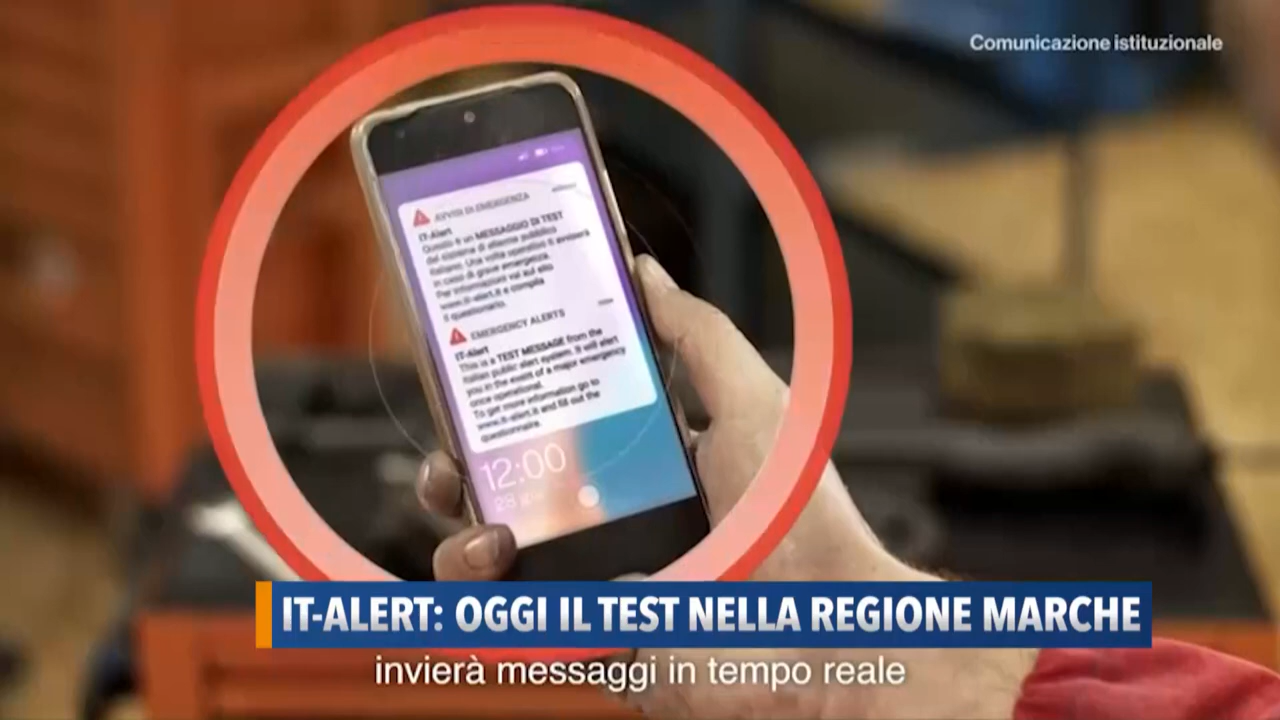 Comunicazione istituzionale
AVVISI DI EMERGENZA
IT-Alert
Questo è un MESSAGGIO DI TEST
del sistema di allarme pubblico
italiano. Una volta operativo ti avviserà
in caso di grave emergenza.
Per informazioni vai sul sito
www.it-alert.it e compila
il questionario.
EMERGENCY ALERTS
IT-Alert
This is a TEST MESSAGE from the
Italian public alert system. It will alert
you in the event of a major emergency
once operational.
To get more information go to
www.it-alert.it and fill out the
questionnaire.
12:00
28
IT-ALERT: OGGI IL TEST NELLA REGIONE MARCHE
invierà messaggi in tempo reale